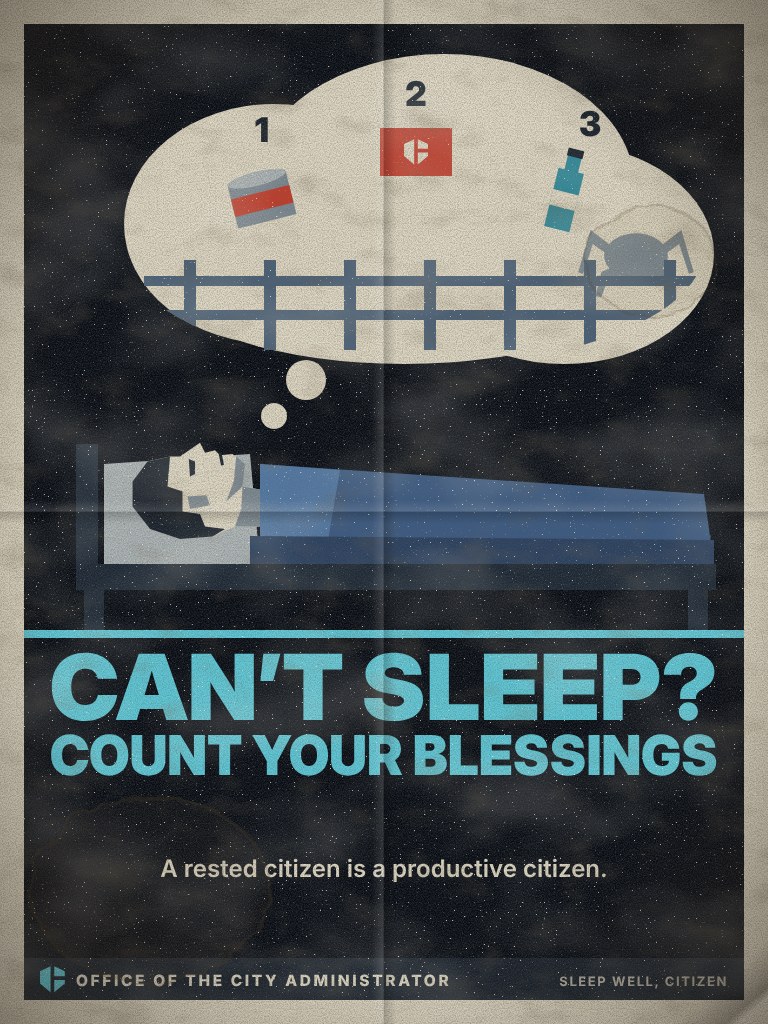 1
2
3
CAN'T SLEEP?
COUNT YOUR BLESSINGS
A rested citizen is a productive citizen.
OFFICE OF THE CITY ADMINISTRATOR
SLEEP WELL, CITIZEN